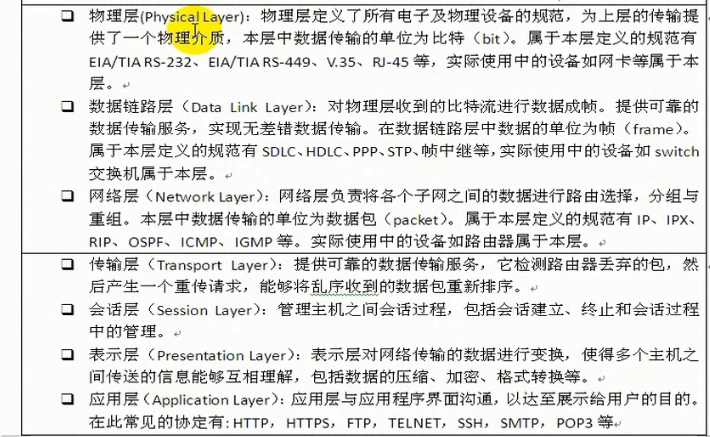 ❑ 物理层(Physical Layer)：物理层定义了所有电子及物理设备的规范，为上层的传输提
供了一个物理介质，本层中数据传输的单位为比特（bit）。属于本层定义的规范有
EIA/TIA RS-232、EIA/TIA RS-449、V.35、RJ-45 等，实际使用中的设备如网卡等属于本
层。
❑ 数据链路层（Data Link Layer）：对物理层收到的比特流进行数据成帧。提供可靠的
数据传输服务，实现无差错数据传输。在数据链路层中数据的单位为帧（frame）。
属于本层定义的规范有 SDLC、HDLC、PPP、STP、帧中继等，实际使用中的设备如 switch
交换机属于本层。
❑ 网络层（Network Layer）：网络层负责将各个子网之间的数据进行路由选择，分组与
重组。本层中数据传输的单位为数据包（packet）。属于本层定义的规范有 IP、IPX、
RIP、OSPF、ICMP、IGMP 等。实际使用中的设备如路由器属于本层。
❑ 传输层（Transport Layer）：提供可靠的数据传输服务，它检测路由器丢弃的包，然
后产生一个重传请求，能够将乱序收到的数据包重新排序。
❑ 会话层（Session Layer）：管理主机之间会话过程，包括会话建立、终止和会话过程
中的管理。
❑ 表示层（Presentation Layer）：表示层对网络传输的数据进行变换，使得多个主机之
间传送的信息能够互相理解，包括数据的压缩、加密、格式转换等。
❑ 应用层（Application Layer）：应用层与应用程序界面沟通，以达至展示给用户的目的。
在此常见的协定有: HTTP，HTTPS，FTP，TELNET，SSH，SMTP，POP3 等